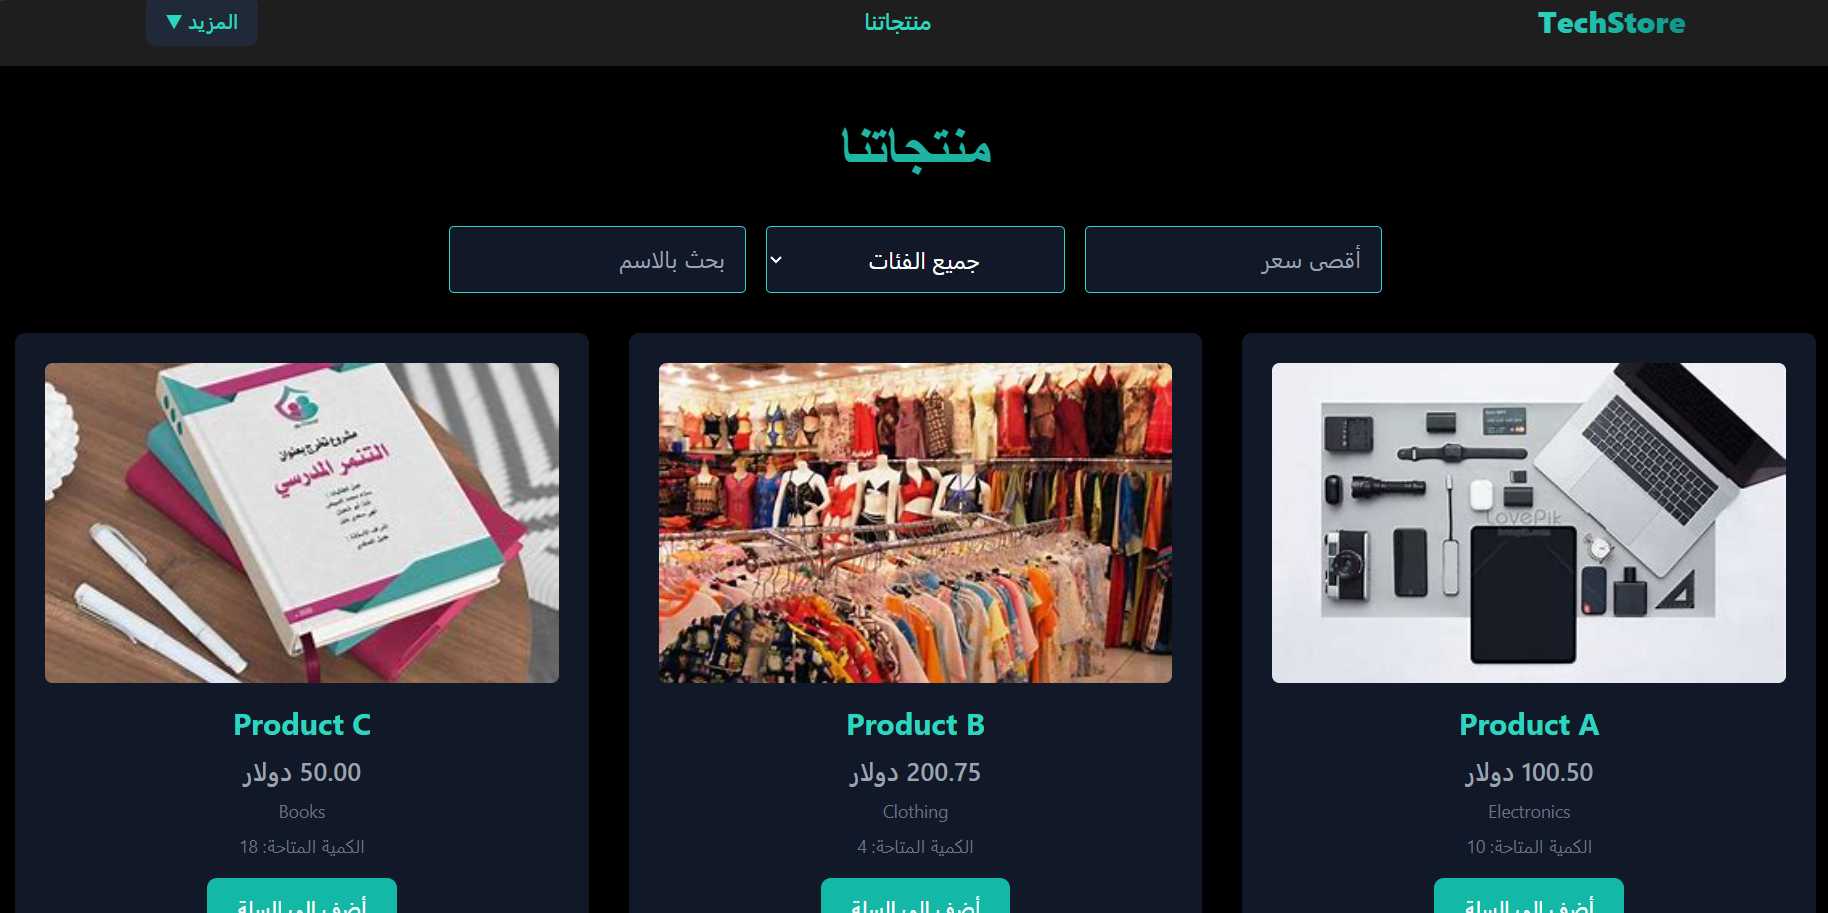 TechStore
منتجاتنا
المزيد ▼
منتجاتنا
أقصى سعر
جميع الفئات
بحث بالاسم
LovePik
Product A
100.50 دولار
Electronics
الكمية المتاحة: 10
أضف إلى السلة
Product B
200.75 دولار
Clothing
الكمية المتاحة: 4
أضف إلى السلة
مشروع تخرج بعنوان
التنمر المدرسي
Product C
50.00 دولار
Books
الكمية المتاحة: 18
أضف إلى السلة